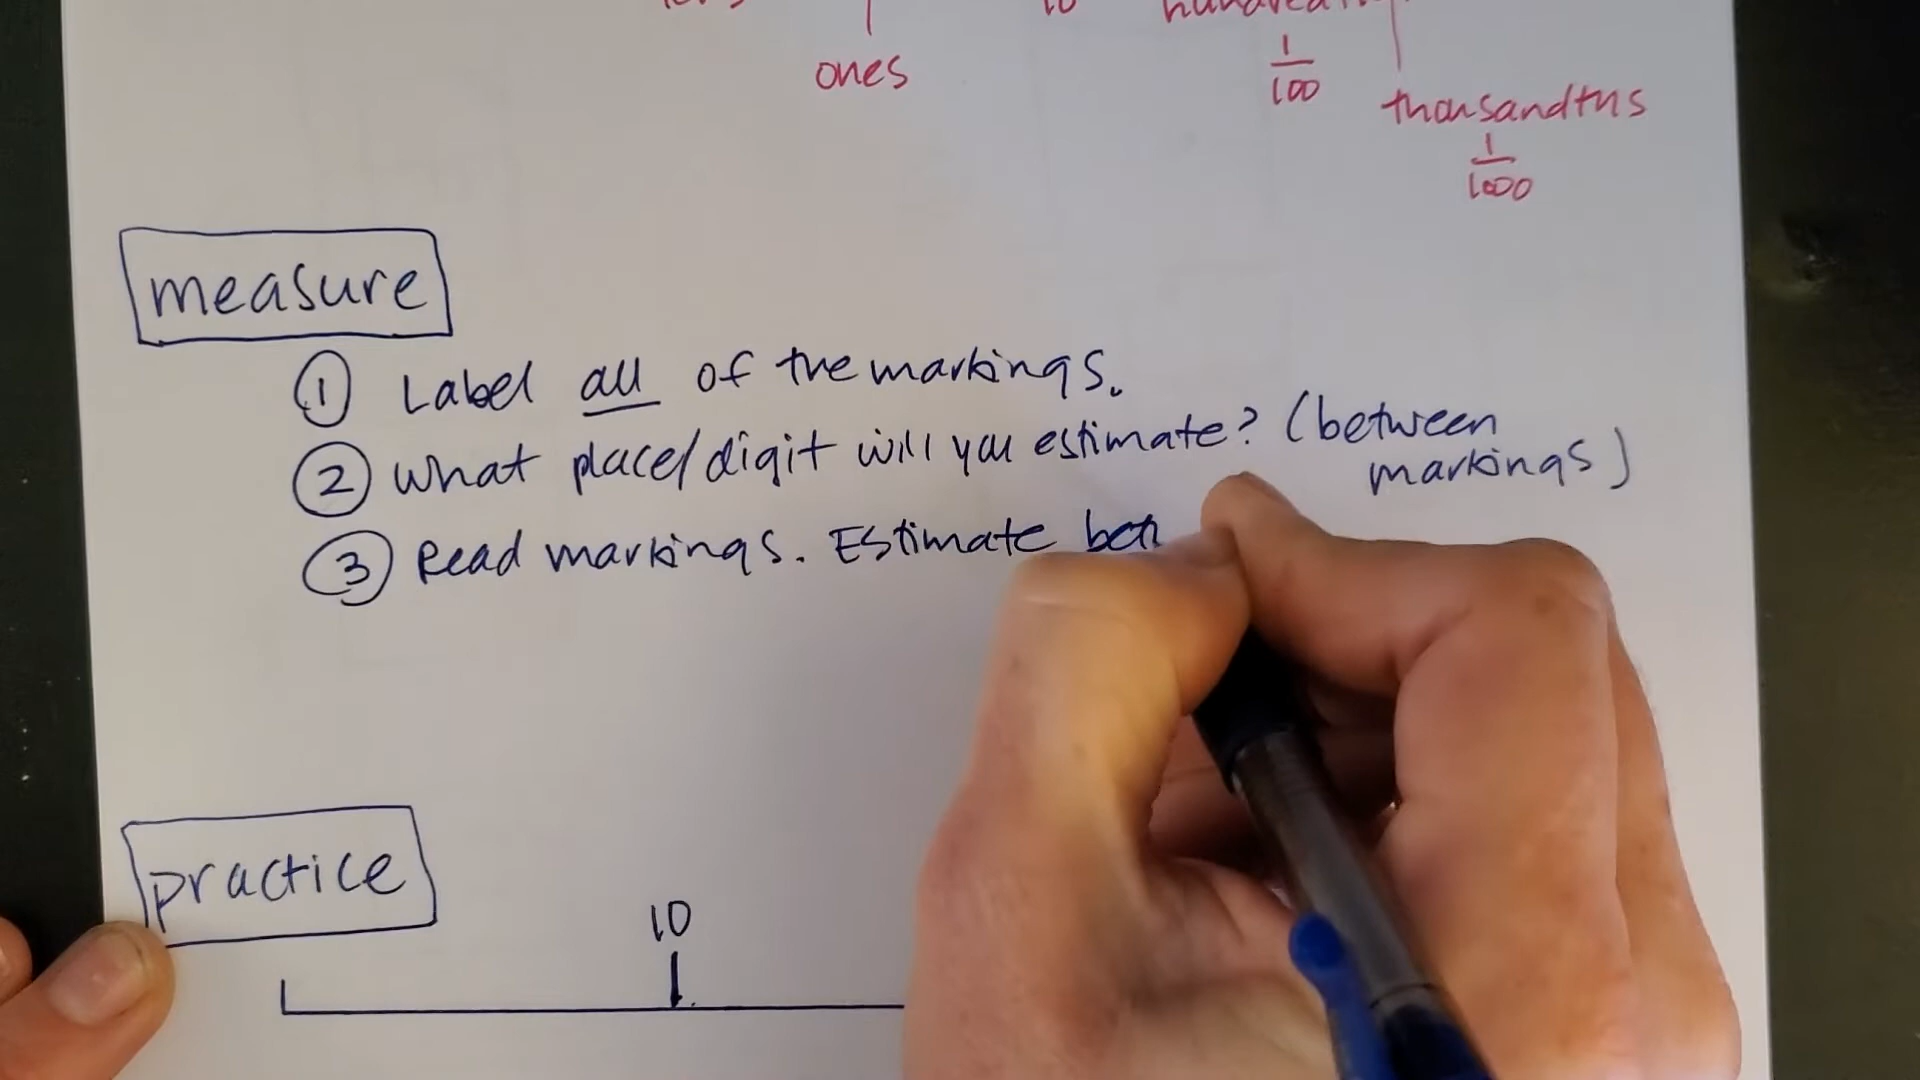 ones
1
100
thousandths
1
1000
measure
1 Label all of the markings.
2 What place/digit will you estimate? (between
markings)
3 Read markings. Estimate
practice
10